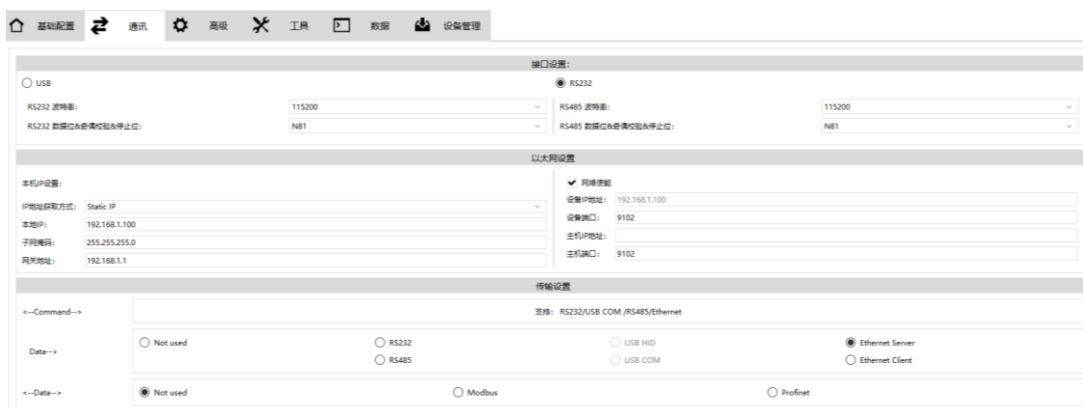 基础配置 通讯 高级 工具 数据 设备管理
接口设置:
USB RS232
RS232 波特率: 115200 RS485 波特率: 115200
RS232 数据位&奇偶校验&停止位: N81 RS485 数据位&奇偶校验&停止位: N81
以太网设置
本机IP设置: 网络使能
IP地址获取方式: Static IP 设备IP地址: 192.168.1.100
本地IP: 192.168.1.100 设备端口: 9102
子网掩码: 255.255.255.0 主机IP地址:
网关地址: 192.168.1.1 主机端口: 9102
传输设置
<--Command--> 支持: RS232/USB COM /RS485/Ethernet
Data--> Not used RS232 USB HID Ethernet Server
RS485 USB COM Ethernet Client
<--Data--> Not used Modbus Profinet